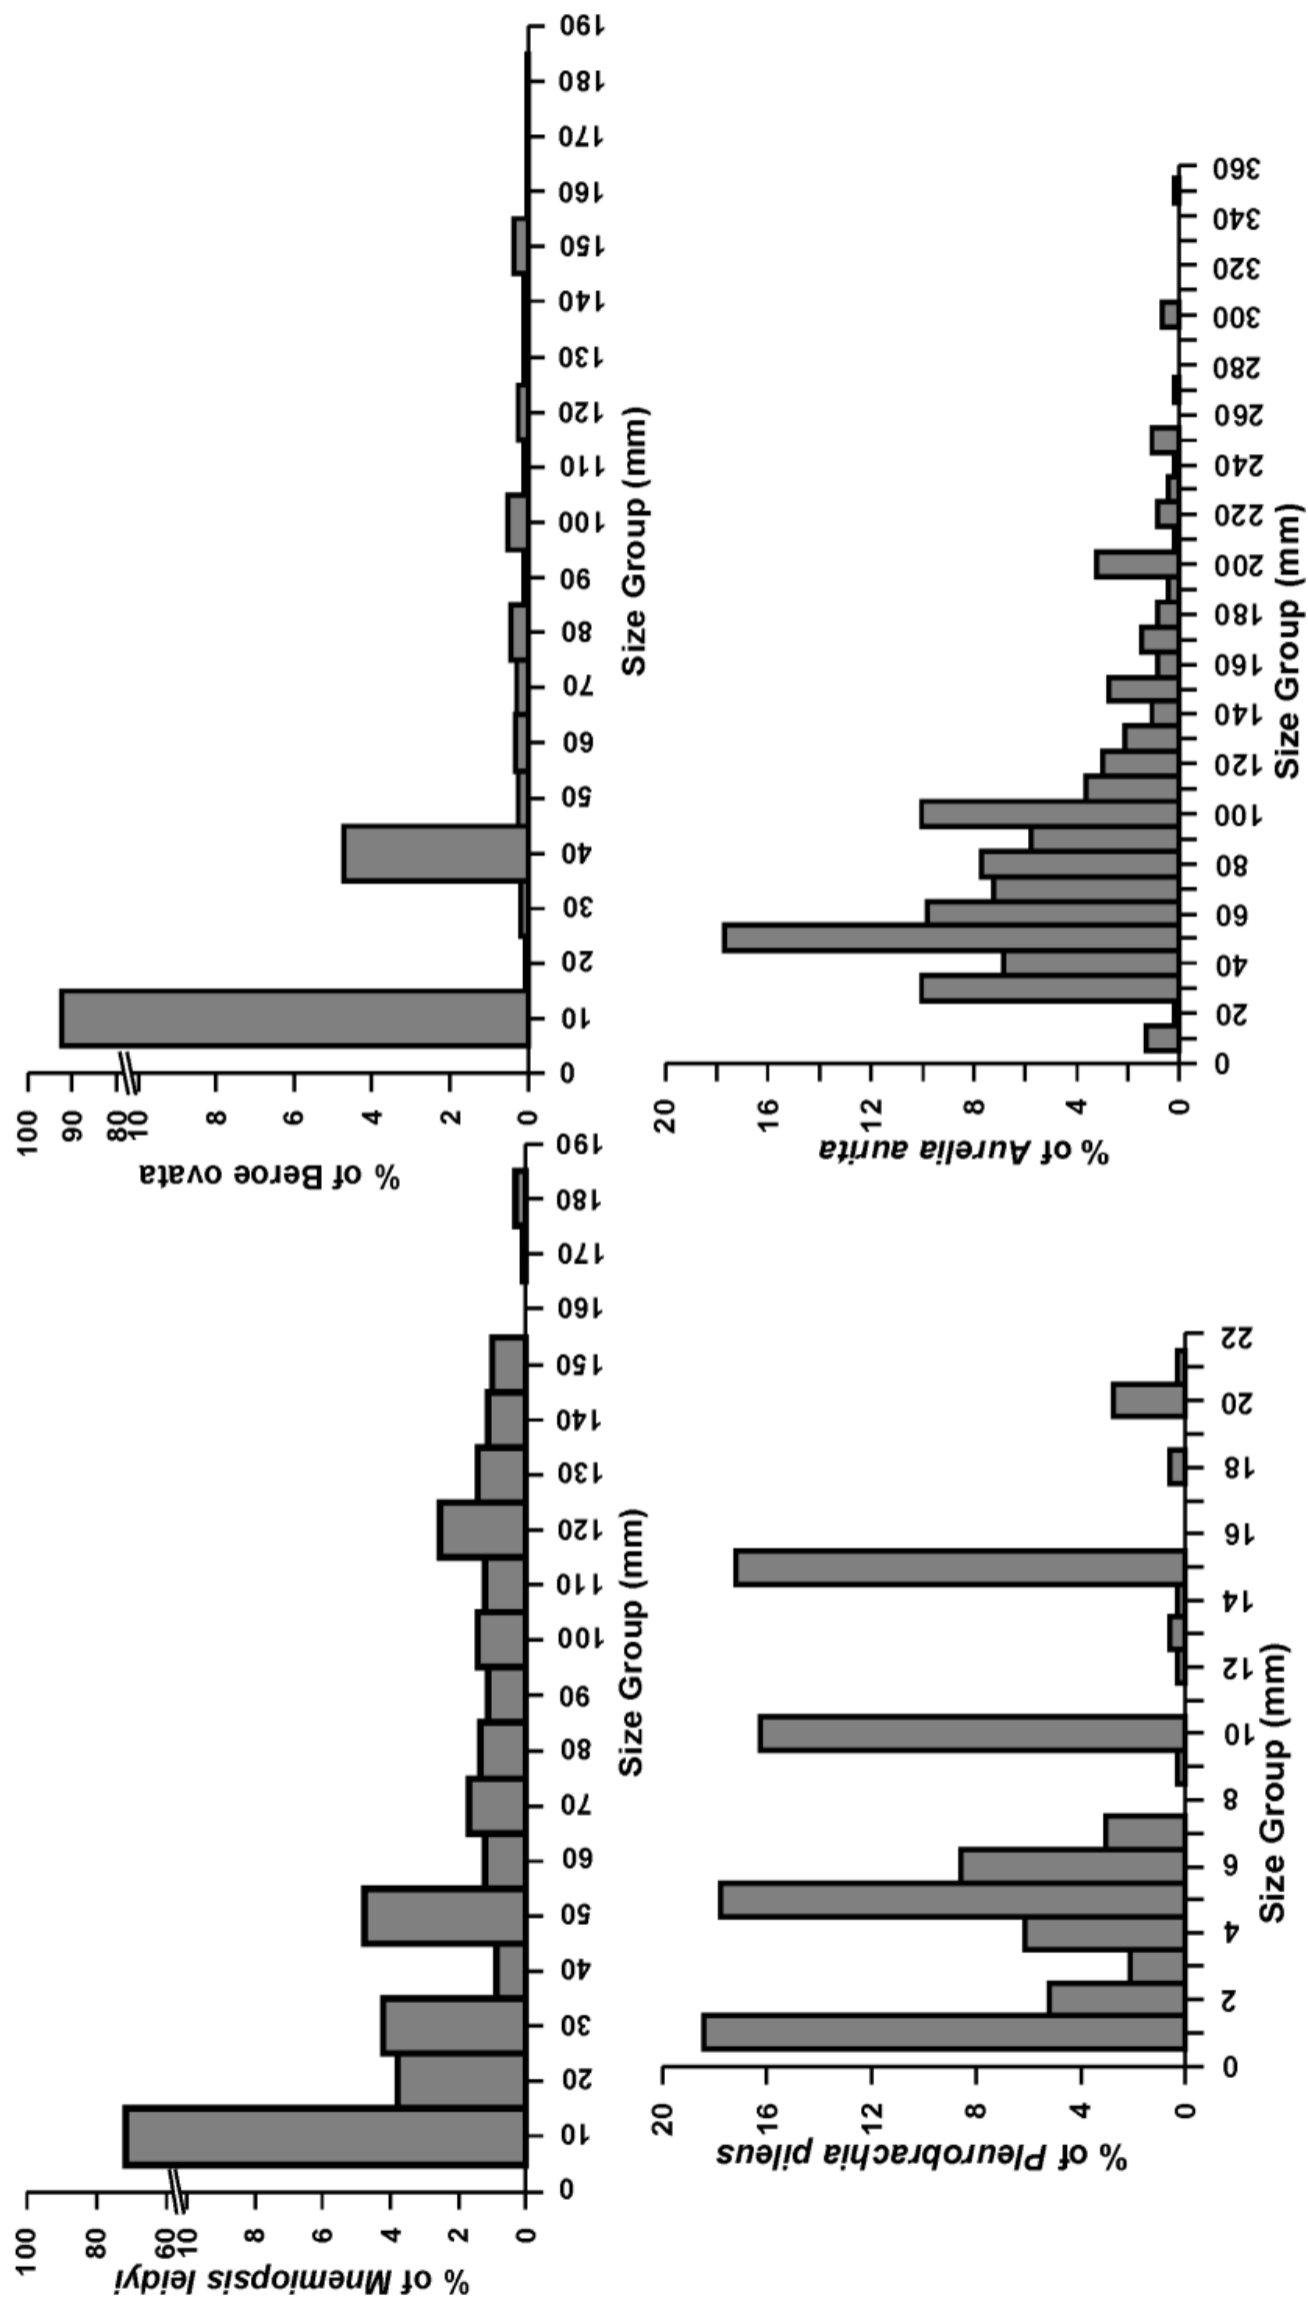 % of Mnemiopsis leidyi
100
80
60
10
8
6
4
2
0
0 10 20 30 40 50 60 70 80 90 100 110 120 130 140 150 160 170 180 190
Size Group (mm)
% of Beroe ovata
100
90
80
10
8
6
4
2
0
0 10 20 30 40 50 60 70 80 90 100 110 120 130 140 150 160 170 180 190
Size Group (mm)
% of Pleurobrachia pileus
20
16
12
8
4
0
0 2 4 6 8 10 12 14 16 18 20 22
Size Group (mm)
% of Aurelia aurita
20
16
12
8
4
0
0 20 40 60 80 100 120 140 160 180 200 220 240 260 280 300 320 340 360
Size Group (mm)